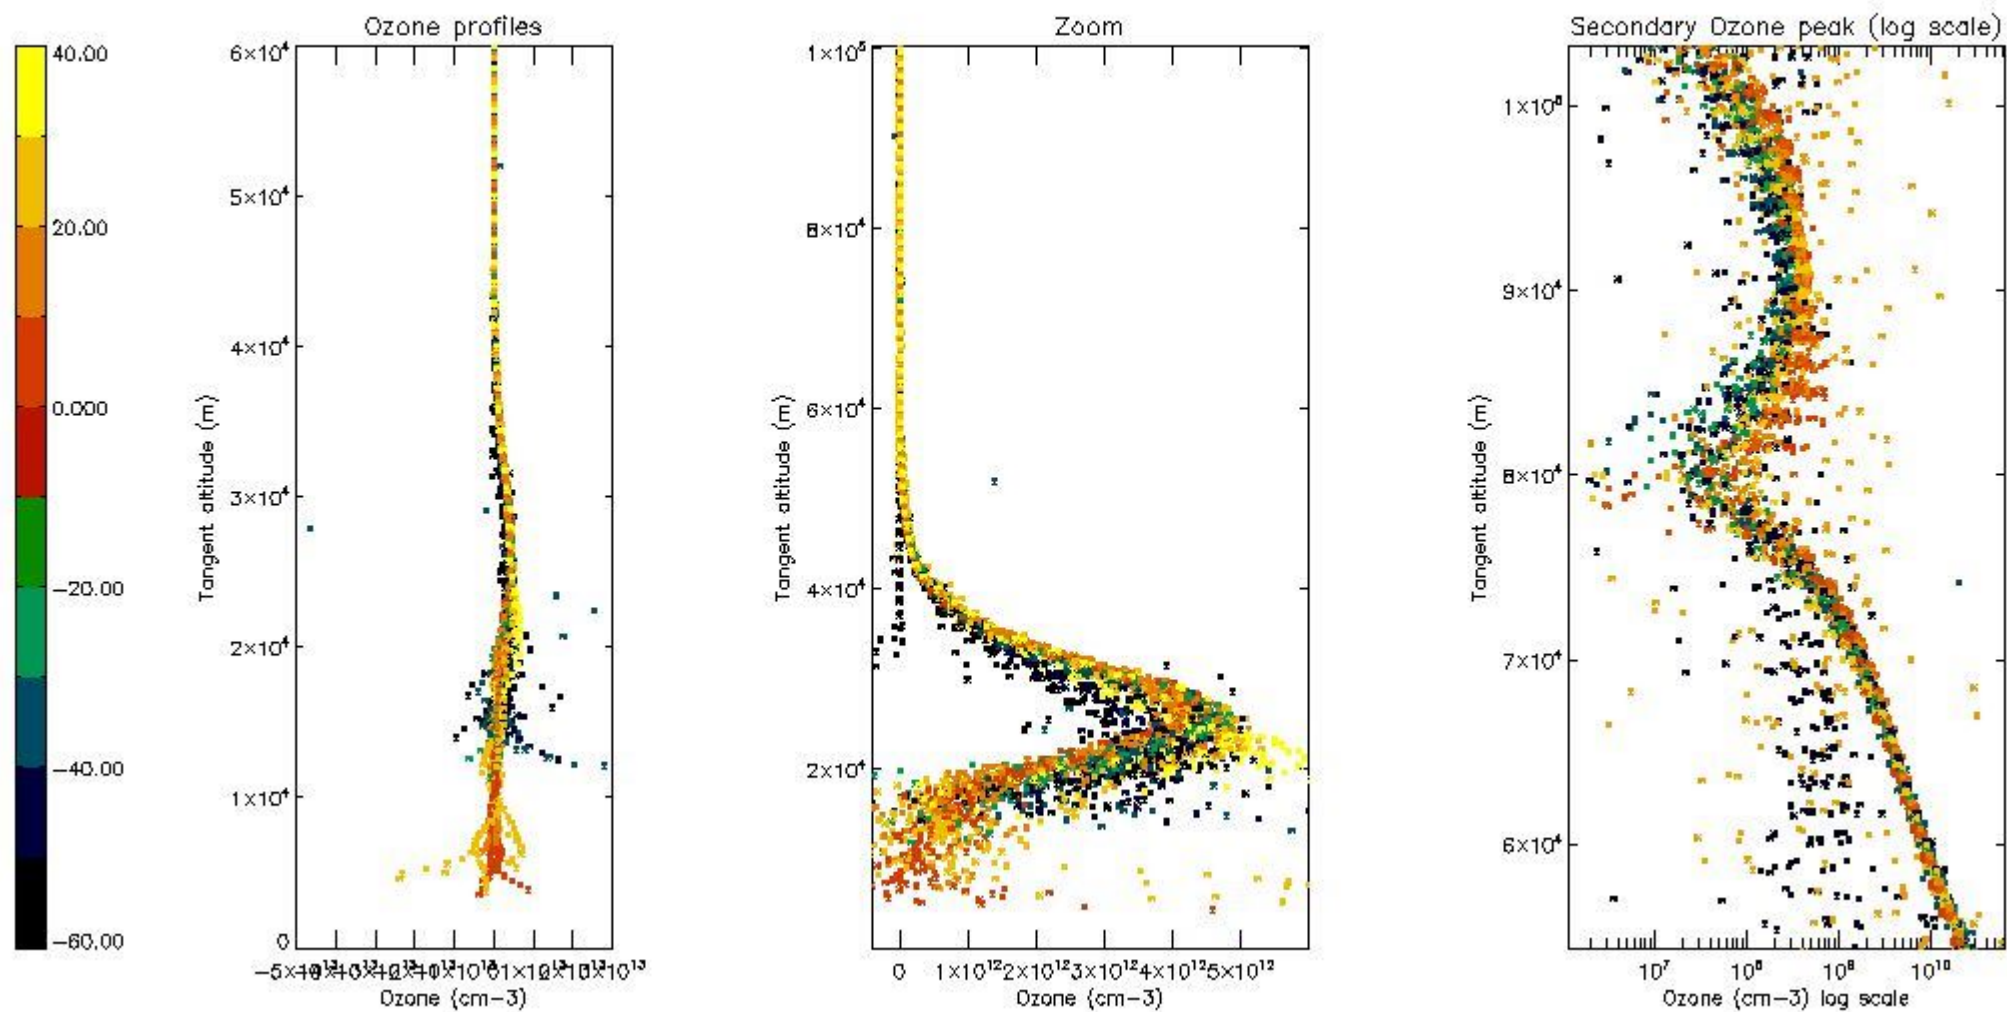 Ozone profiles
Zoom
Secondary Ozone peak (log scale)
40.00
20.00
0.000
-20.00
-40.00
-60.00
Tangent altitude (m)
6×10⁴
5×10⁴
4×10⁴
3×10⁴
2×10⁴
1×10⁴
0
Ozone (cm-3)
Tangent altitude (m)
1×10⁵
8×10⁴
6×10⁴
4×10⁴
2×10⁴
0 1×10¹² 2×10¹² 3×10¹² 4×10¹² 5×10¹²
Ozone (cm-3)
Tangent altitude (m)
1×10⁵
9×10⁴
8×10⁴
7×10⁴
6×10⁴
10⁷ 10⁸ 10⁹ 10¹⁰
Ozone (cm-3) log scale